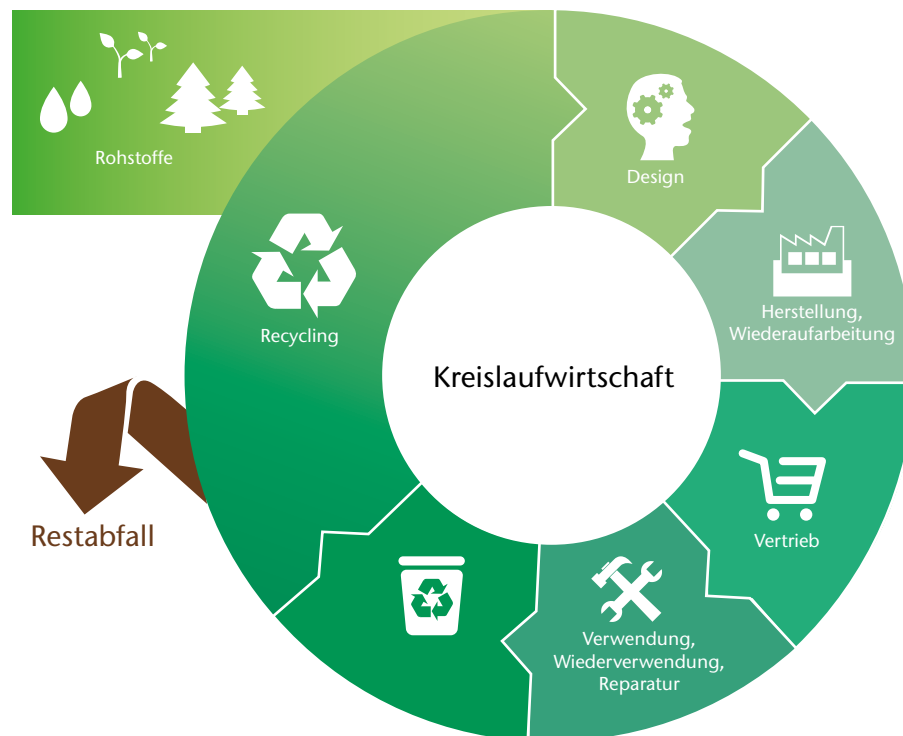 Rohstoffe
Design
Herstellung,
Wiederaufarbeitung
Recycling
Kreislaufwirtschaft
Vertrieb
Restabfall
Verwendung,
Wiederverwendung,
Reparatur